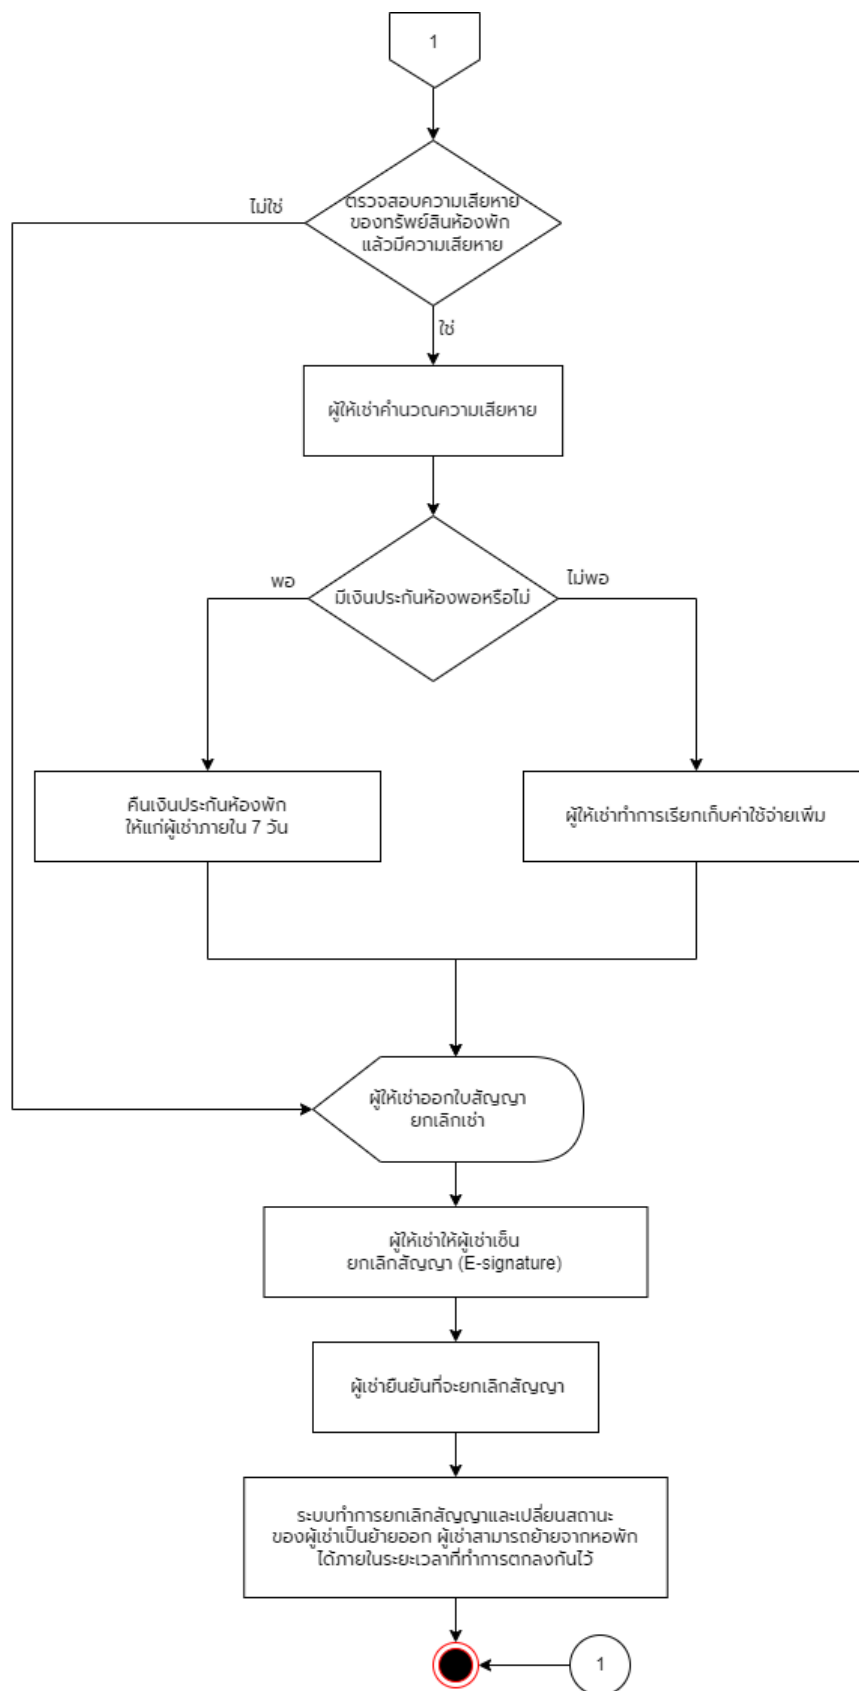 1
ตรวจสอบความเสียหาย
ของทรัพย์สินห้องพัก
แล้วมีความเสียหาย
ไม่ใช่
ใช่
ผู้ให้เช่าคำนวณความเสียหาย
มีเงินประกันห้องพอหรือไม่
พอ
ไม่พอ
คืนเงินประกันห้องพัก
ให้แก่ผู้เช่าภายใน 7 วัน
ผู้ให้เช่าทำการเรียกเก็บค่าใช้จ่ายเพิ่ม
ผู้ให้เช่าออกใบสัญญา
ยกเลิกเช่า
ผู้ให้เช่าให้ผู้เช่าเซ็น
ยกเลิกสัญญา (E-signature)
ผู้เช่ายืนยันที่จะยกเลิกสัญญา
ระบบทำการยกเลิกสัญญาและเปลี่ยนสถานะ
ของผู้เช่าเป็นย้ายออก ผู้เช่าสามารถย้ายจากหอพัก
ได้ภายในระยะเวลาที่ทำการตกลงกันไว้
1